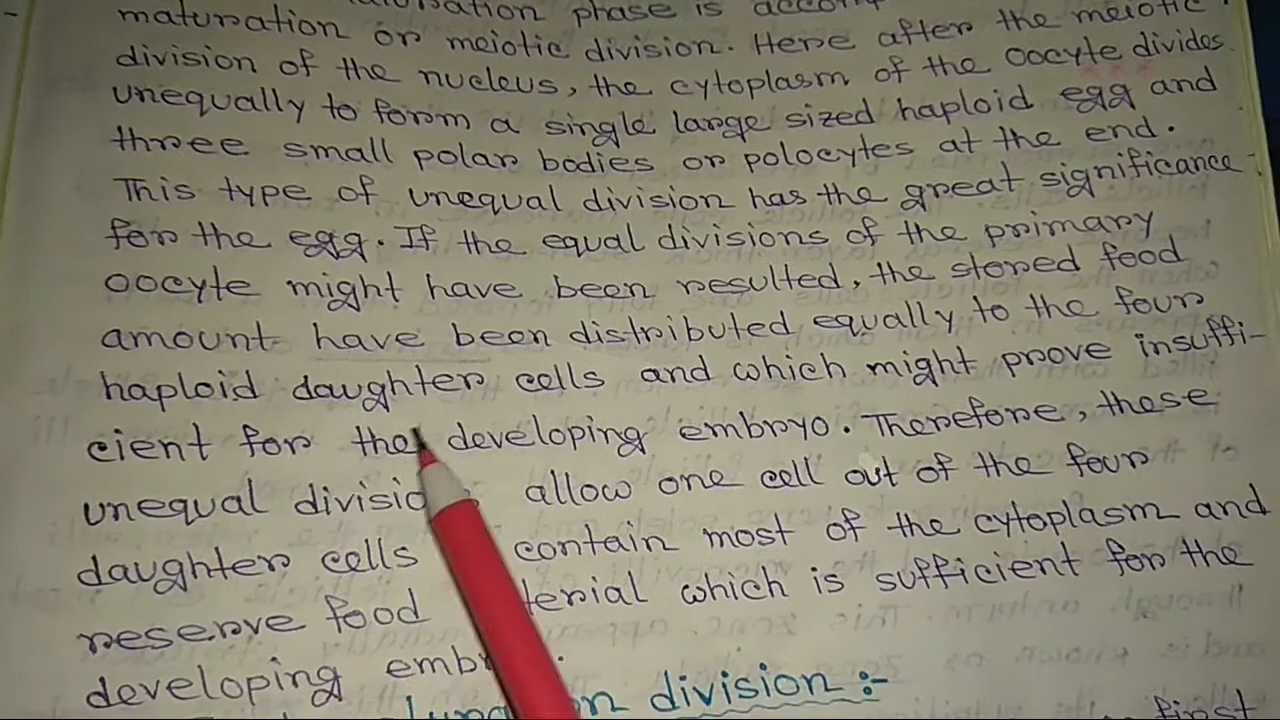 phase is
maturation or meiotic division. Here after the meiotic
division of the nucleus, the cytoplasm of the oocyte divides
unequally to form a single large sized haploid egg and
three small polar bodies or polocytes at the end.
This type of unequal division has the great significance
for the egg. If the equal divisions of the primary
oocyte might have been resulted, the stored food
amount have been distributed equally to the four
haploid daughter cells and which might prove insuffi-
cient for the developing embryo. Therefore, these
unequal allow one cell out of the four
daughter cells contain most of the cytoplasm and
reserve food which is sufficient for the
developing
division :-
first